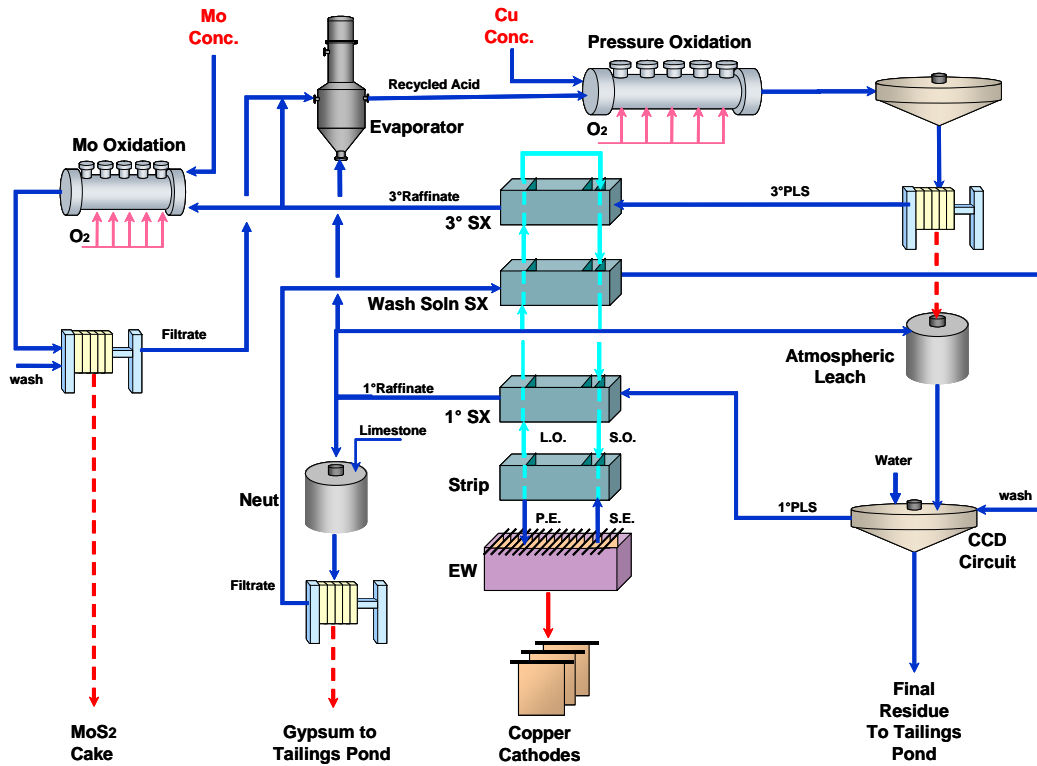 Mo
Conc.
Cu
Conc.
Pressure Oxidation
Recycled Acid
Evaporator
O2
Mo Oxidation
3°Raffinate
3°PLS
3° SX
O2
Wash Soln SX
Filtrate
wash
Atmospheric
Leach
1°Raffinate
1° SX
Limestone
L.O.
S.O.
Water
Neut
Strip
1°PLS
wash
P.E.
S.E.
CCD
Circuit
EW
Filtrate
MoS2
Cake
Gypsum to
Tailings Pond
Copper
Cathodes
Final
Residue
To Tailings
Pond